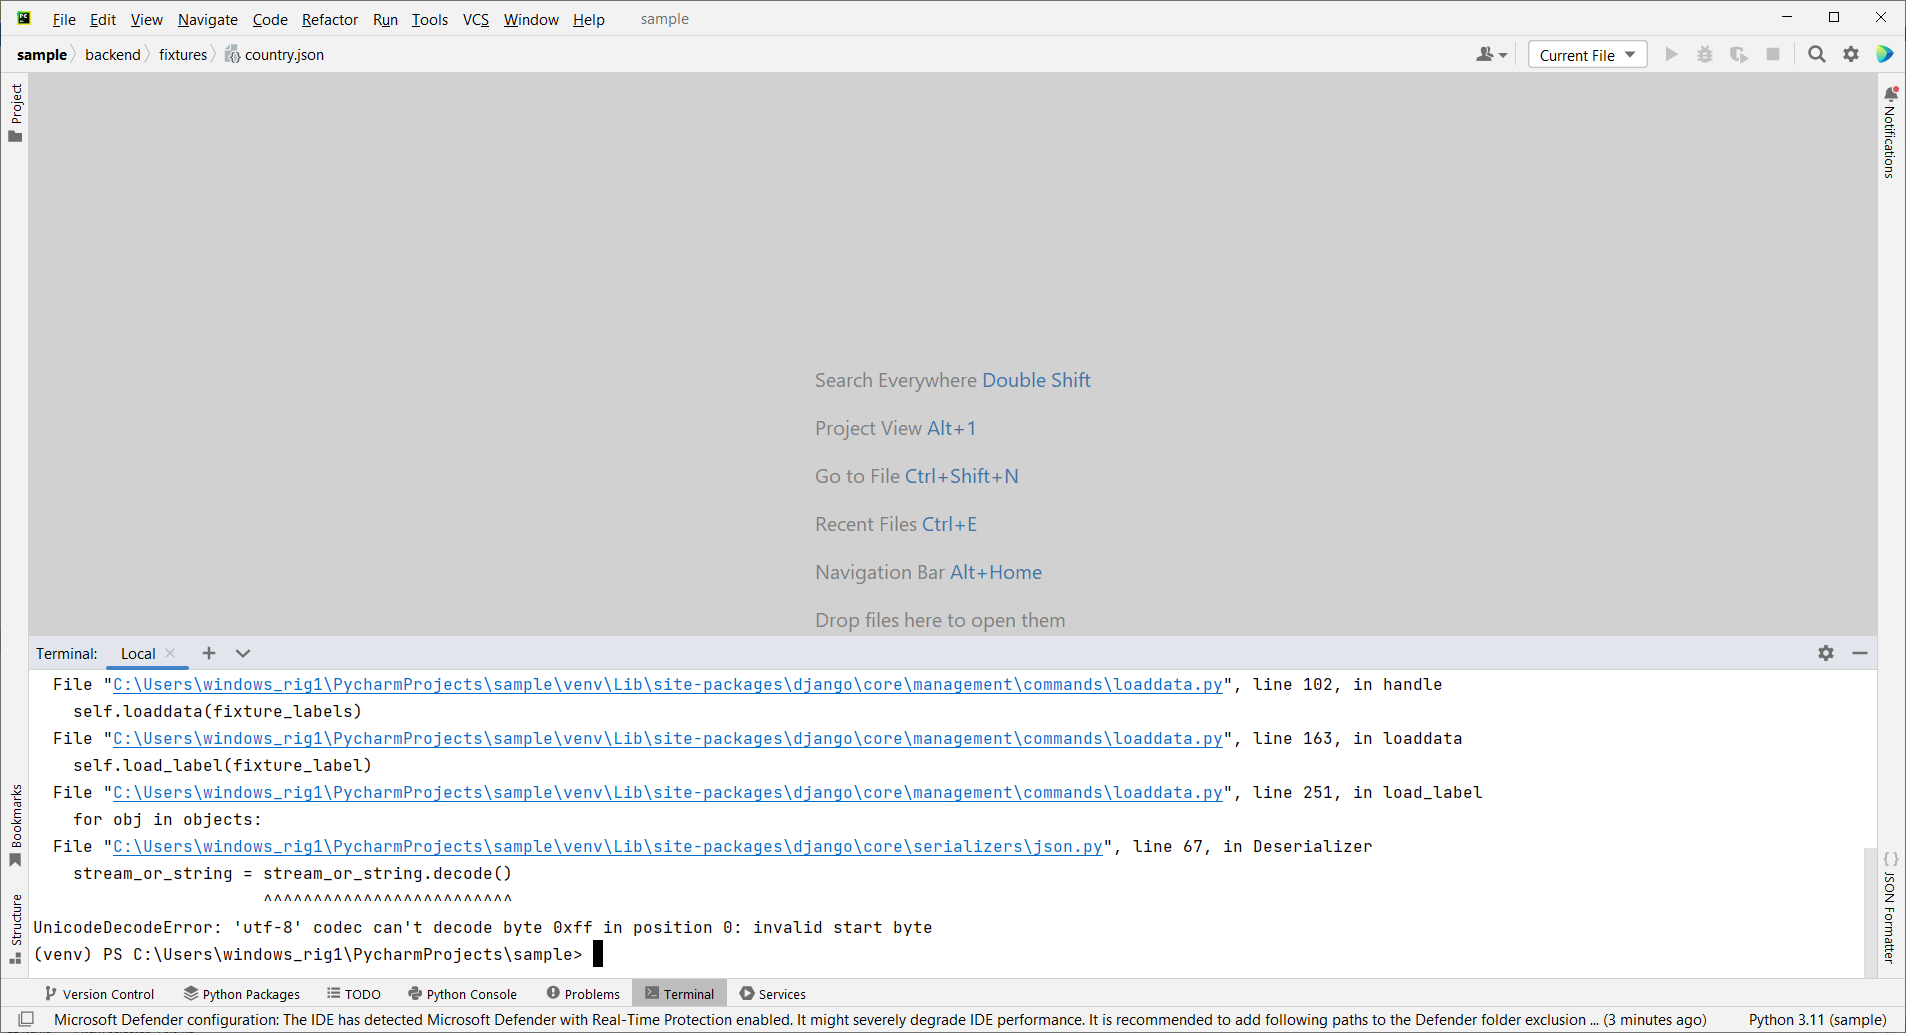 File Edit View Navigate Code Refactor Run Tools VCS Window Help sample
sample backend fixtures country.json
Current File
Project
Notifications
Search Everywhere Double Shift
Project View Alt+1
Go to File Ctrl+Shift+N
Recent Files Ctrl+E
Navigation Bar Alt+Home
Drop files here to open them
Terminal: Local
File "C:\Users\windows_rig1\PycharmProjects\sample\venv\Lib\site-packages\django\core\management\commands\loaddata.py", line 102, in handle
self.loaddata(fixture_labels)
File "C:\Users\windows_rig1\PycharmProjects\sample\venv\Lib\site-packages\django\core\management\commands\loaddata.py", line 163, in loaddata
self.load_label(fixture_label)
File "C:\Users\windows_rig1\PycharmProjects\sample\venv\Lib\site-packages\django\core\management\commands\loaddata.py", line 251, in load_label
for obj in objects:
File "C:\Users\windows_rig1\PycharmProjects\sample\venv\Lib\site-packages\django\core\serializers\json.py", line 67, in Deserializer
stream_or_string = stream_or_string.decode()
^^^^^^^^^^^^^^^^^^^^^^^^^
UnicodeDecodeError: 'utf-8' codec can't decode byte 0xff in position 0: invalid start byte
(venv) PS C:\Users\windows_rig1\PycharmProjects\sample>
Bookmarks
Structure
JSON Formatter
Version Control Python Packages TODO Python Console Problems Terminal Services
Microsoft Defender configuration: The IDE has detected Microsoft Defender with Real-Time Protection enabled. It might severely degrade IDE performance. It is recommended to add following paths to the Defender folder exclusion ... (3 minutes ago) Python 3.11 (sample)